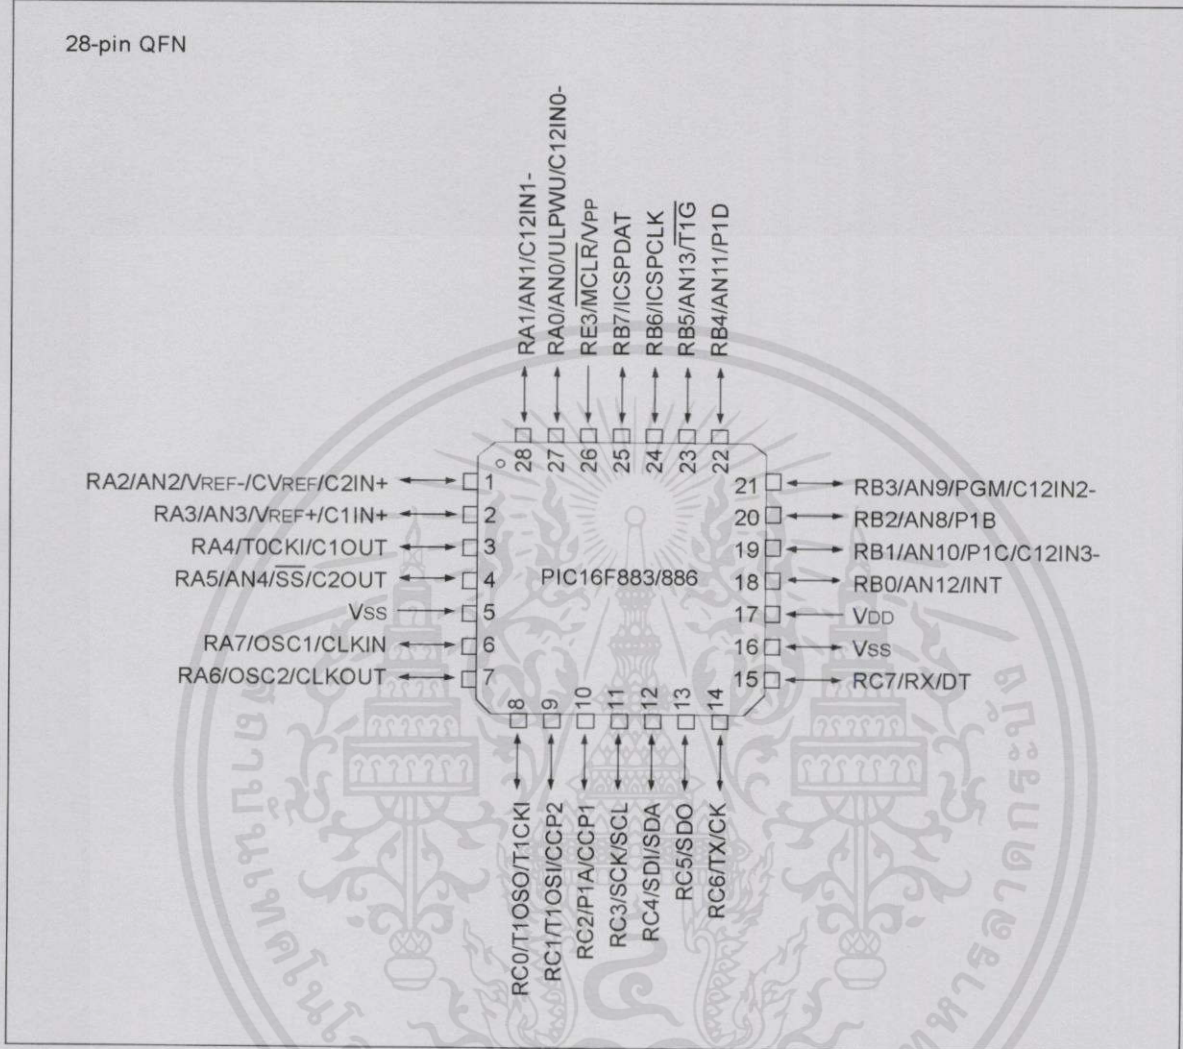 28-pin QFN
RA1/AN1/C12IN1-
RA0/AN0/ULPWU/C12IN0-
RE3/MCLR/VPP
RB7/ICSPDAT
RB6/ICSPCLK
RB5/AN13/T1G
RB4/AN11/P1D
28 27 26 25 24 23 22
RA2/AN2/VREF-/CVREF/C2IN+ 1
RA3/AN3/VREF+/C1IN+ 2
RA4/T0CKI/C1OUT 3
RA5/AN4/SS/C2OUT 4
VSS 5
RA7/OSC1/CLKIN 6
RA6/OSC2/CLKOUT 7
PIC16F883/886
21 RB3/AN9/PGM/C12IN2-
20 RB2/AN8/P1B
19 RB1/AN10/P1C/C12IN3-
18 RB0/AN12/INT
17 VDD
16 VSS
15 RC7/RX/DT
8 9 10 11 12 13 14
RC0/T1OSO/T1CKI
RC1/T1OSI/CCP2
RC2/P1A/CCP1
RC3/SCK/SCL
RC4/SDI/SDA
RC5/SDO
RC6/TX/CK